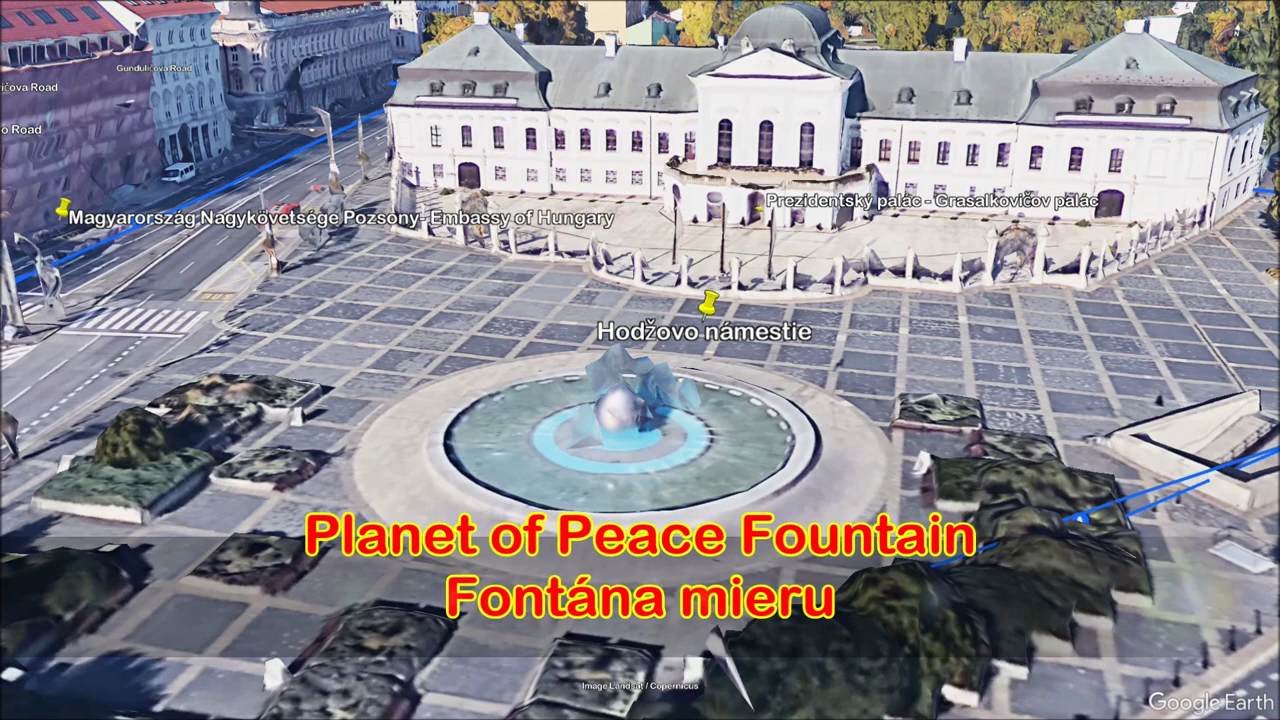 Gunduličova Road
ičova Road
o Road
Magyarország Nagykövetsége Pozsony- Embassy of Hungary
Prezidentský palác - Grasalkovičov palác
Hodžovo námestie
Planet of Peace Fountain
Fontána mieru
Image Landsat / Copernicus
Google Earth